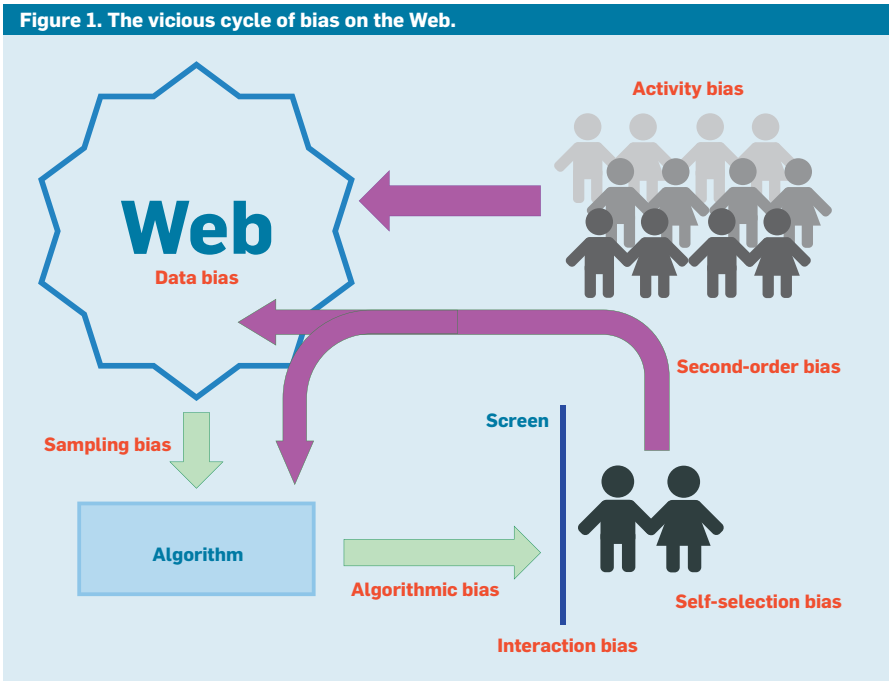 Figure 1. The vicious cycle of bias on the Web.
Activity bias
Web
Data bias
Second-order bias
Screen
Sampling bias
Algorithm
Algorithmic bias
Self-selection bias
Interaction bias